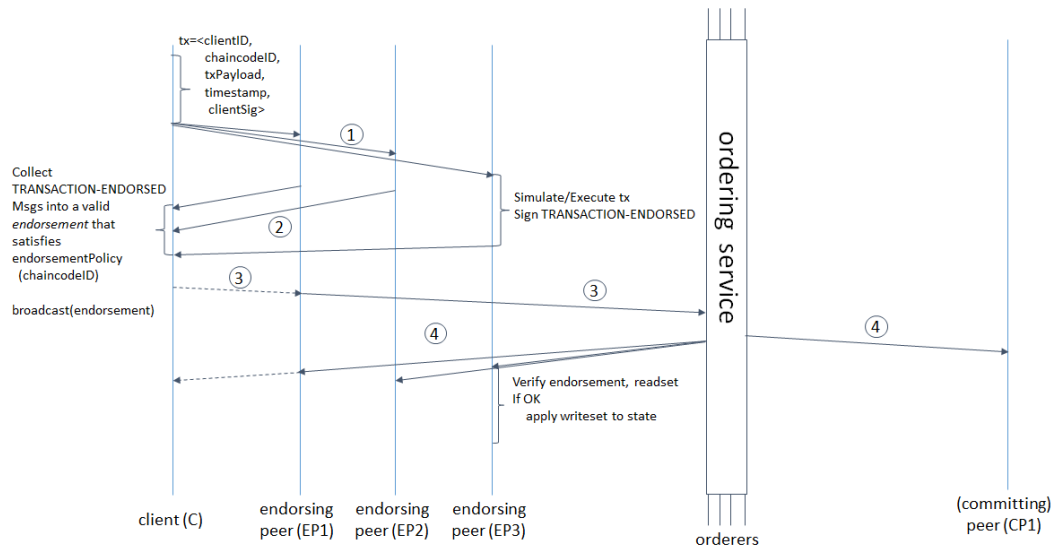 tx=<clientID,
chaincodeID,
txPayload,
timestamp,
clientSig>
1
Collect
TRANSACTION-ENDORSED
Msgs into a valid
endorsement that
satisfies
endorsementPolicy
(chaincodeID)
2
Simulate/Execute tx
Sign TRANSACTION-ENDORSED
ordering service
3
3
broadcast(endorsement)
4
4
Verify endorsement, readset
If OK
apply writeset to state
client (C)
endorsing
peer (EP1)
endorsing
peer (EP2)
endorsing
peer (EP3)
orderers
(committing)
peer (CP1)